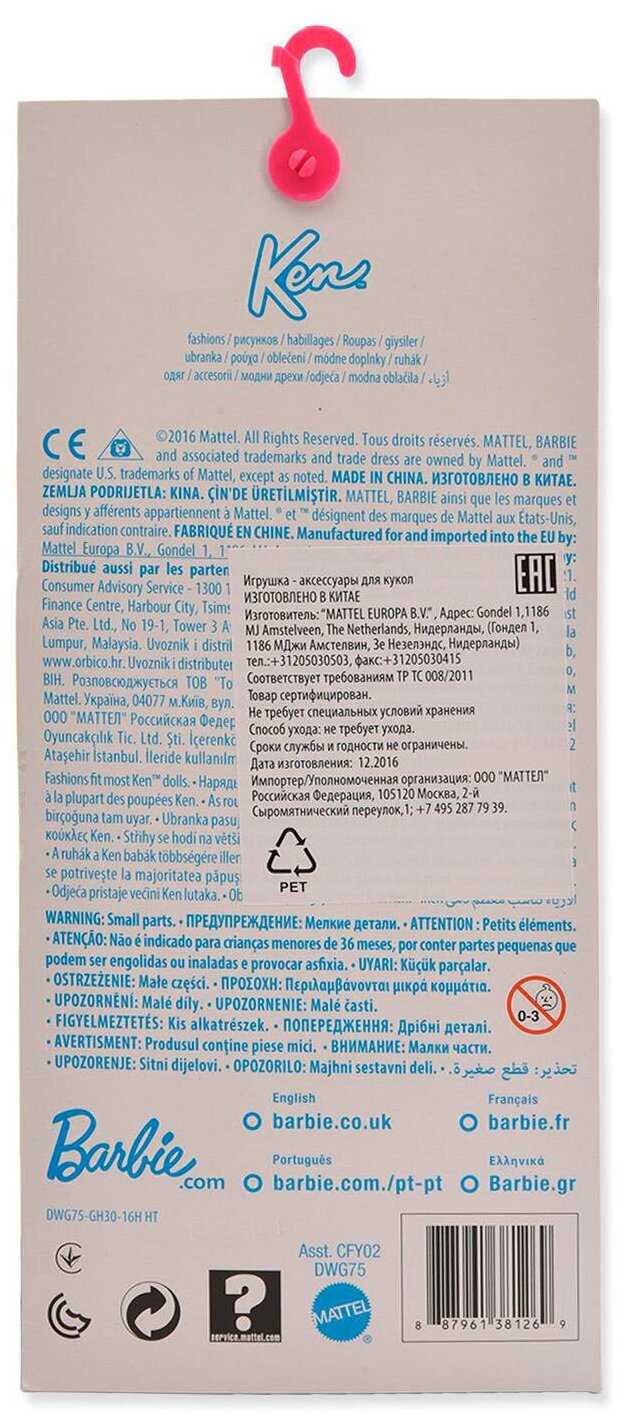 Ken™
fashions / рисунков / habillages / Roupas / giysiler /
ubranka / ρούχα / oblečení / módne doplnky / ruhák /
одяг / accesorii / модни дрехи /odjeća / modna oblačila / أزياء
CE ©2016 Mattel. All Rights Reserved. Tous droits réservés. MATTEL, BARBIE
and associated trademarks and trade dress are owned by Mattel. ® and ™
designate U.S. trademarks of Mattel, except as noted. MADE IN CHINA. ИЗГОТОВЛЕНО В КИТАЕ.
ZEMLJA PODRIJETLA: KINA. ÇİN'DE ÜRETİLMİŞTİR. MATTEL, BARBIE ainsi que les marques et
designs y afférents appartiennent à Mattel. ® et ™ désignent des marques de Mattel aux États-Unis,
sauf indication contraire. FABRIQUÉ EN CHINE. Manufactured for and imported into the EU by:
Mattel Europa B.V., Gondel 1,
Distribué aussi par les
Consumer Advisory Service - 1300 1
Finance Centre, Harbour City,
Asia Pte. Ltd., No 19-1, Tower 3
Lumpur, Malaysia. Uvoznik i
www.orbico.hr. Uvoznik i
ВІН. Розповсюджується ТОВ
Mattel. Україна, 04077 м.Київ, вул.
ООО "МАТТЕЛ" Российская
Oyuncakçılık Tic. Ltd. Şti.
Ataşehir İstanbul. İleride
Fashions fit most Ken™ dolls. •
à la plupart des poupées Ken. •
birçoğuna tam uyar. • Ubranka
κούκλες Ken. • Střihy se hodí na
• A ruhák a Ken babák többségére
se potrivește la majoritatea
• Odjeća pristaje većini Ken lutaka. •
EAC
Игрушка - аксессуары для кукол
ИЗГОТОВЛЕНО В КИТАЕ
Изготовитель: "MATTEL EUROPA B.V." , Адрес: Gondel 1,1186
MJ Amstelveen, The Netherlands, Нидерланды, (Гондел 1,
1186 МДжи Амстелвин, Зе Незелэндс, Нидерланды)
тел.:+31205030503, факс:+31205030415
Соответствует требованиям ТР ТС 008/2011
Товар сертифицирован.
Не требует специальных условий хранения
Способ ухода: не требует ухода.
Сроки службы и годности не ограничены.
Дата изготовления: 12.2016
Импортер/Уполномоченная организация: ООО "МАТТЕЛ"
Российская Федерация, 105120 Москва, 2-й
Сыромятнический переулок,1; +7 495 287 79 39.
PET
WARNING: Small parts. • ПРЕДУПРЕЖДЕНИЕ: Мелкие детали. • ATTENTION : Petits éléments.
• ATENÇÃO: Não é indicado para crianças menores de 36 meses, por conter partes pequenas que
podem ser engolidas ou inaladas e provocar asfixia. • UYARI: Küçük parçalar.
• OSTRZEŻENIE: Małe części. • ΠΡΟΣΟΧΗ: Περιλαμβάνονται μικρά κομμάτια.
• UPOZORNĚNÍ: Malé díly. • UPOZORNENIE: Malé časti.
• FIGYELMEZTETÉS: Kis alkatrészek. • ПОПЕРЕДЖЕННЯ: Дрібні деталі.
• AVERTISMENT: Produsul conține piese mici. • ВНИМАНИЕ: Малки части.
• UPOZORENJE: Sitni dijelovi. • OPOZORILO: Majhni sestavni deli. • تحذير: قطع صغيرة.
0-3
Barbie.com
English
barbie.co.uk
Français
barbie.fr
Português
barbie.com./pt-pt
Ελληνικά
Barbie.gr
DWG75-GH30-16H HT
Asst. CFY02
DWG75
?
service.mattel.com
MATTEL®
8 87961 38126 9